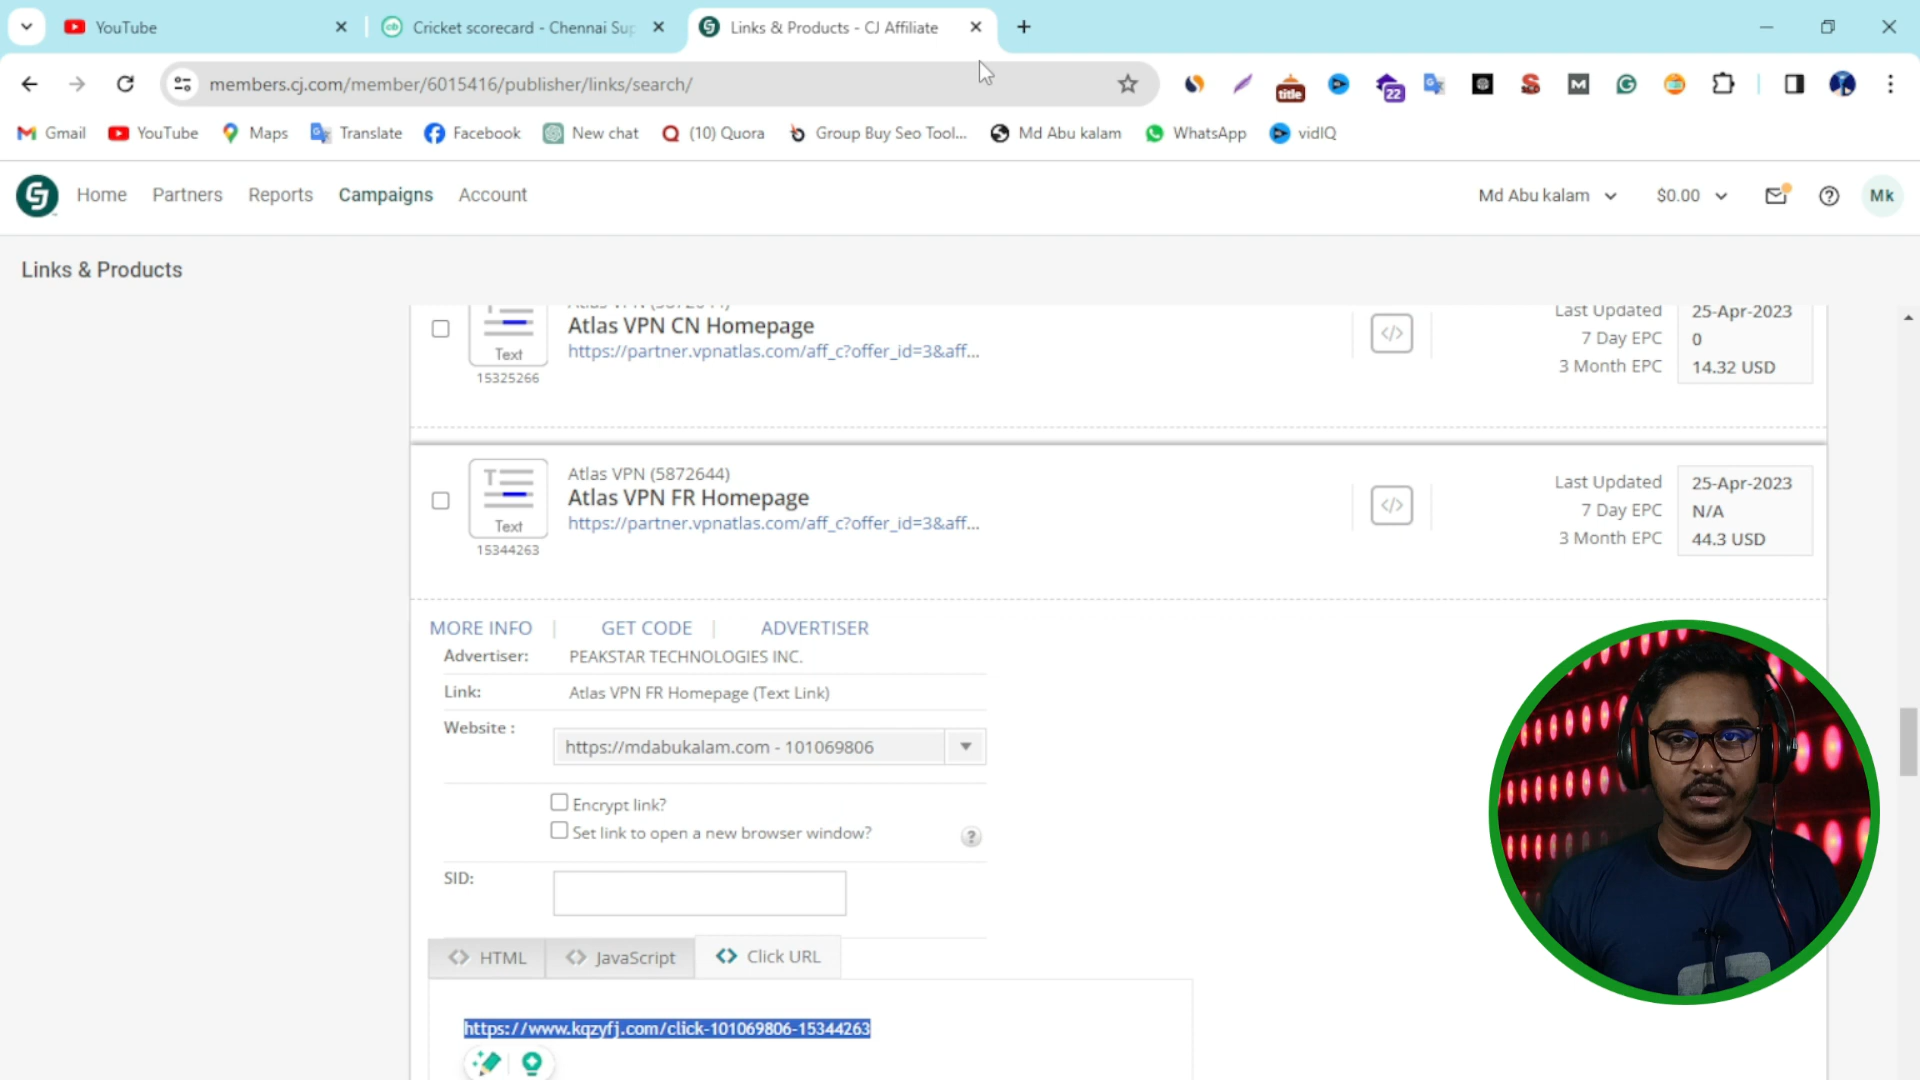 YouTube
Cricket scorecard - Chennai Sup
Links & Products - CJ Affiliate
members.cj.com/member/6015416/publisher/links/search/
title
22
Gmail
YouTube
Maps
Translate
Facebook
New chat
(10) Quora
Group Buy Seo Tool...
Md Abu kalam
WhatsApp
vidIQ
Home
Partners
Reports
Campaigns
Account
Md Abu kalam
$0.00
Mk
Links & Products
Text
15325266
Atlas VPN CN Homepage
https://partner.vpnatlas.com/aff_c?offer_id=3&aff...
Last Updated 25-Apr-2023
7 Day EPC 0
3 Month EPC 14.32 USD
Text
15344263
Atlas VPN (5872644)
Atlas VPN FR Homepage
https://partner.vpnatlas.com/aff_c?offer_id=3&aff...
Last Updated 25-Apr-2023
7 Day EPC N/A
3 Month EPC 44.3 USD
MORE INFO | GET CODE | ADVERTISER
Advertiser: PEAKSTAR TECHNOLOGIES INC.
Link: Atlas VPN FR Homepage (Text Link)
Website : https://mdabukalam.com - 101069806
Encrypt link?
Set link to open a new browser window?
SID:
HTML
JavaScript
Click URL
https://www.kqzyfj.com/click-101069806-15344263